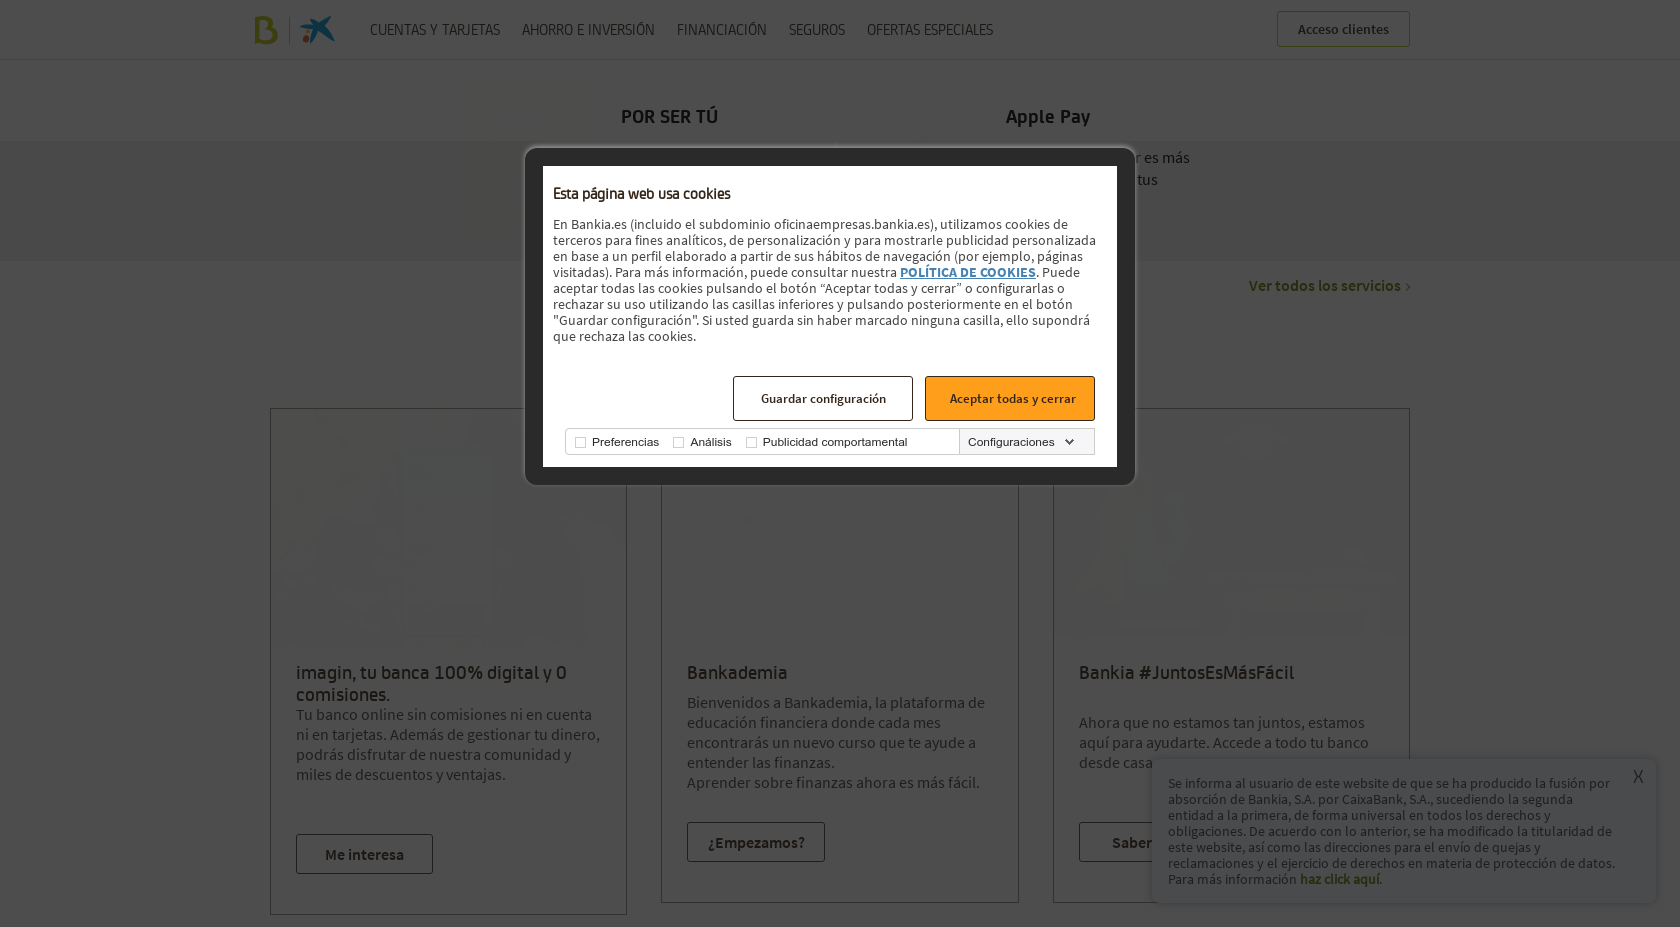 CUENTAS Y TARJETAS AHORRO E INVERSIÓN FINANCIACIÓN SEGUROS OFERTAS ESPECIALES Acceso clientes
POR SER TÚ Apple Pay
r es más
tus
Ver todos los servicios >
Esta página web usa cookies
En Bankia.es (incluido el subdominio oficinaempresas.bankia.es), utilizamos cookies de
terceros para fines analíticos, de personalización y para mostrarle publicidad personalizada
en base a un perfil elaborado a partir de sus hábitos de navegación (por ejemplo, páginas
visitadas). Para más información, puede consultar nuestra POLÍTICA DE COOKIES. Puede
aceptar todas las cookies pulsando el botón “Aceptar todas y cerrar” o configurarlas o
rechazar su uso utilizando las casillas inferiores y pulsando posteriormente en el botón
"Guardar configuración". Si usted guarda sin haber marcado ninguna casilla, ello supondrá
que rechaza las cookies.
Guardar configuración Aceptar todas y cerrar
Preferencias Análisis Publicidad comportamental Configuraciones
imagin, tu banca 100% digital y 0
comisiones.
Tu banco online sin comisiones ni en cuenta
ni en tarjetas. Además de gestionar tu dinero,
podrás disfrutar de nuestra comunidad y
miles de descuentos y ventajas.
Me interesa
Bankademia
Bienvenidos a Bankademia, la plataforma de
educación financiera donde cada mes
encontrarás un nuevo curso que te ayude a
entender las finanzas.
Aprender sobre finanzas ahora es más fácil.
¿Empezamos?
Bankia #JuntosEsMásFácil
Ahora que no estamos tan juntos, estamos
aquí para ayudarte. Accede a todo tu banco
desde casa
Saber
X
Se informa al usuario de este website de que se ha producido la fusión por
absorción de Bankia, S.A. por CaixaBank, S.A., sucediendo la segunda
entidad a la primera, de forma universal en todos los derechos y
obligaciones. De acuerdo con lo anterior, se ha modificado la titularidad de
este website, así como las direcciones para el envío de quejas y
reclamaciones y el ejercicio de derechos en materia de protección de datos.
Para más información haz click aquí.